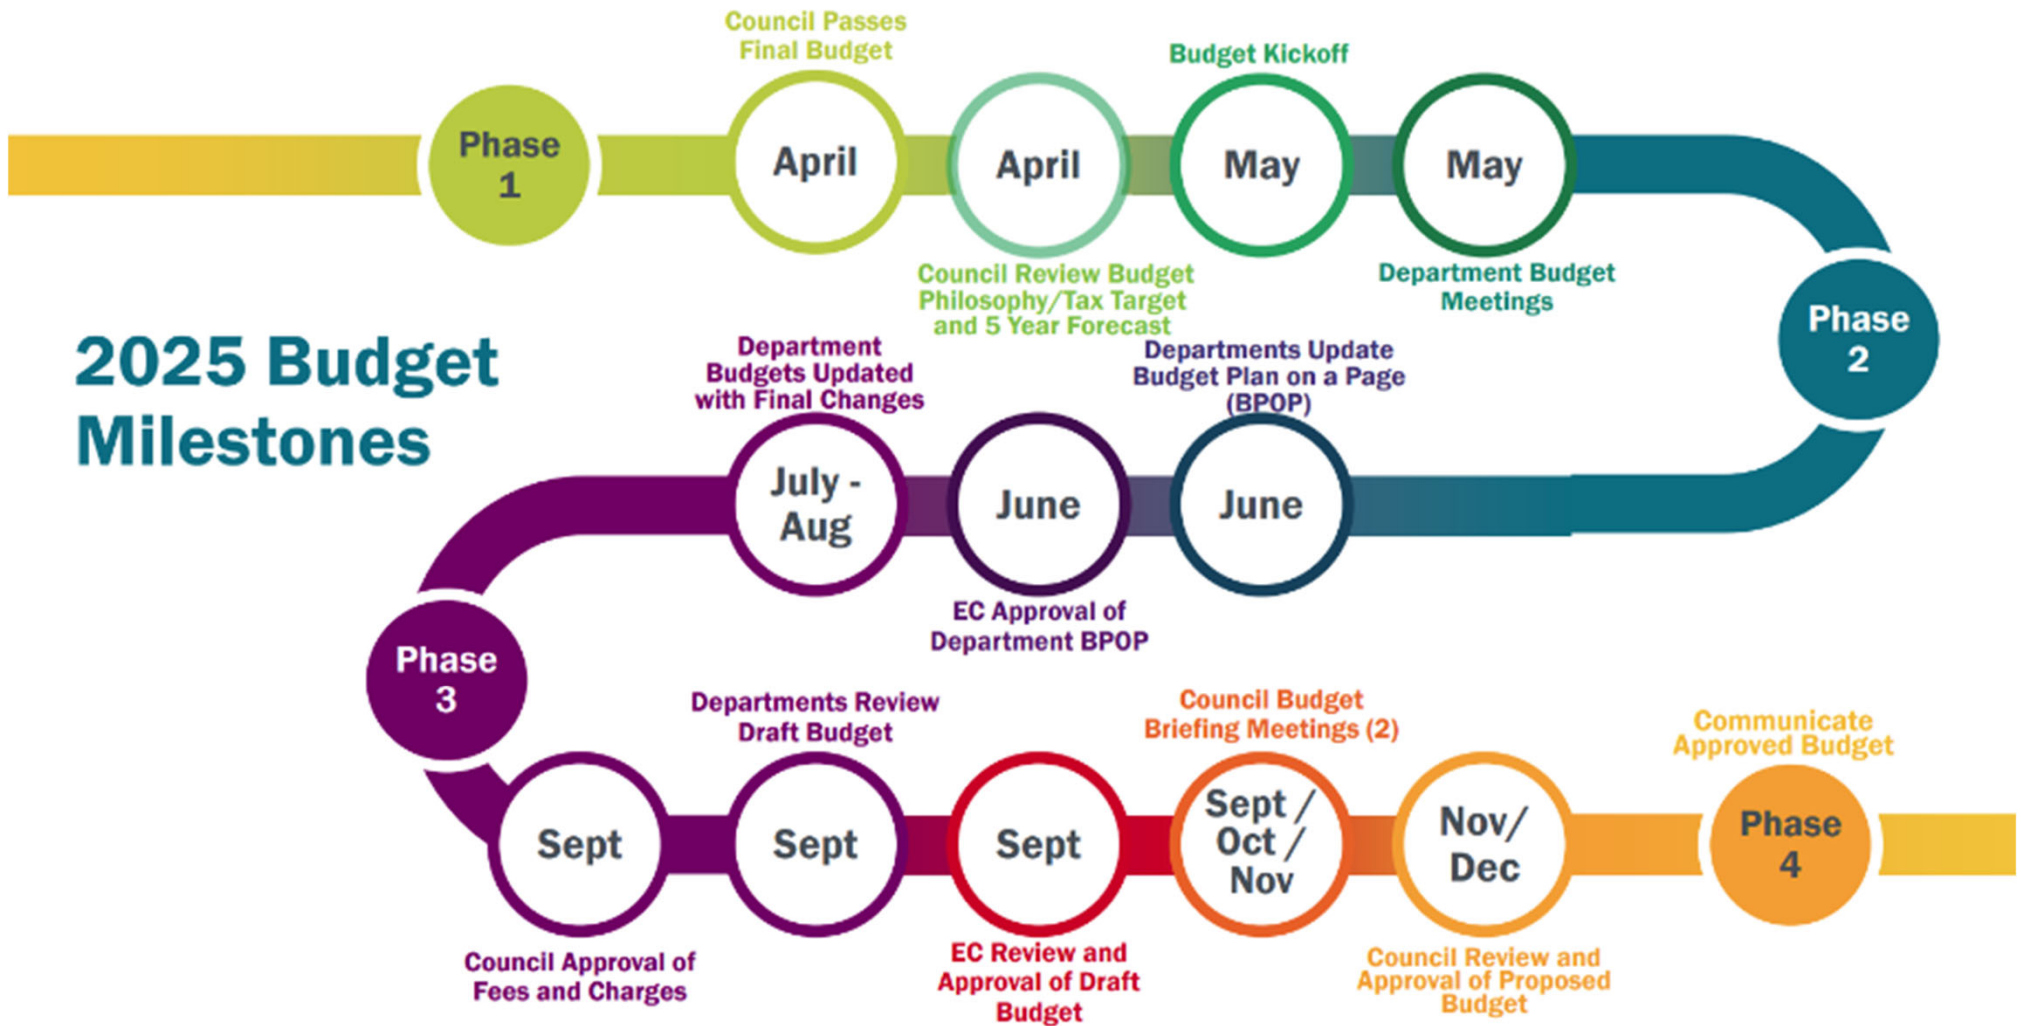 Council Passes
Final Budget
Budget Kickoff
Phase
1
April
April
May
May
Council Review Budget
Philosophy/Tax Target
and 5 Year Forecast
Department Budget
Meetings
Phase
2
2025 Budget
Milestones
Department
Budgets Updated
with Final Changes
Departments Update
Budget Plan on a Page
(BPOP)
July -
Aug
June
June
EC Approval of
Department BPOP
Phase
3
Departments Review
Draft Budget
Council Budget
Briefing Meetings (2)
Communicate
Approved Budget
Sept
Sept
Sept
Sept /
Oct /
Nov
Nov/
Dec
Phase
4
Council Approval of
Fees and Charges
EC Review and
Approval of Draft
Budget
Council Review and
Approval of Proposed
Budget